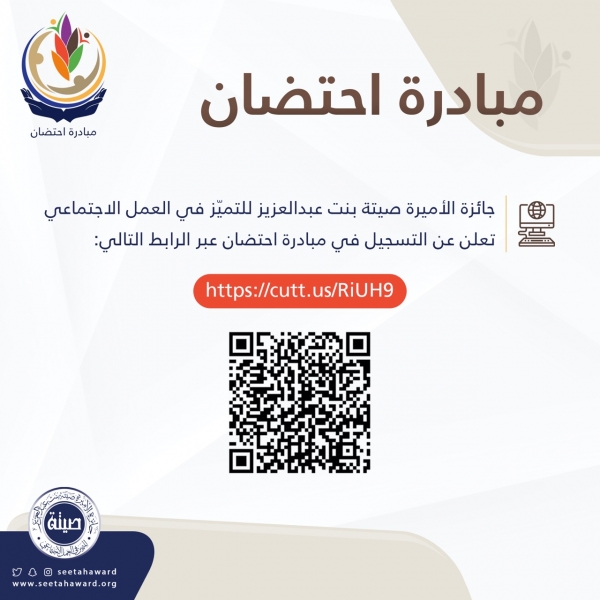 مبادرة احتضان
مبادرة احتضان
جائزة الأميرة صيتة بنت عبدالعزيز للتميّز في العمل الاجتماعي
تعلن عن التسجيل في مبادرة احتضان عبر الرابط التالي:
https://cutt.us/RiUH9
صيتة
seetahaward
www.seetahaward.org